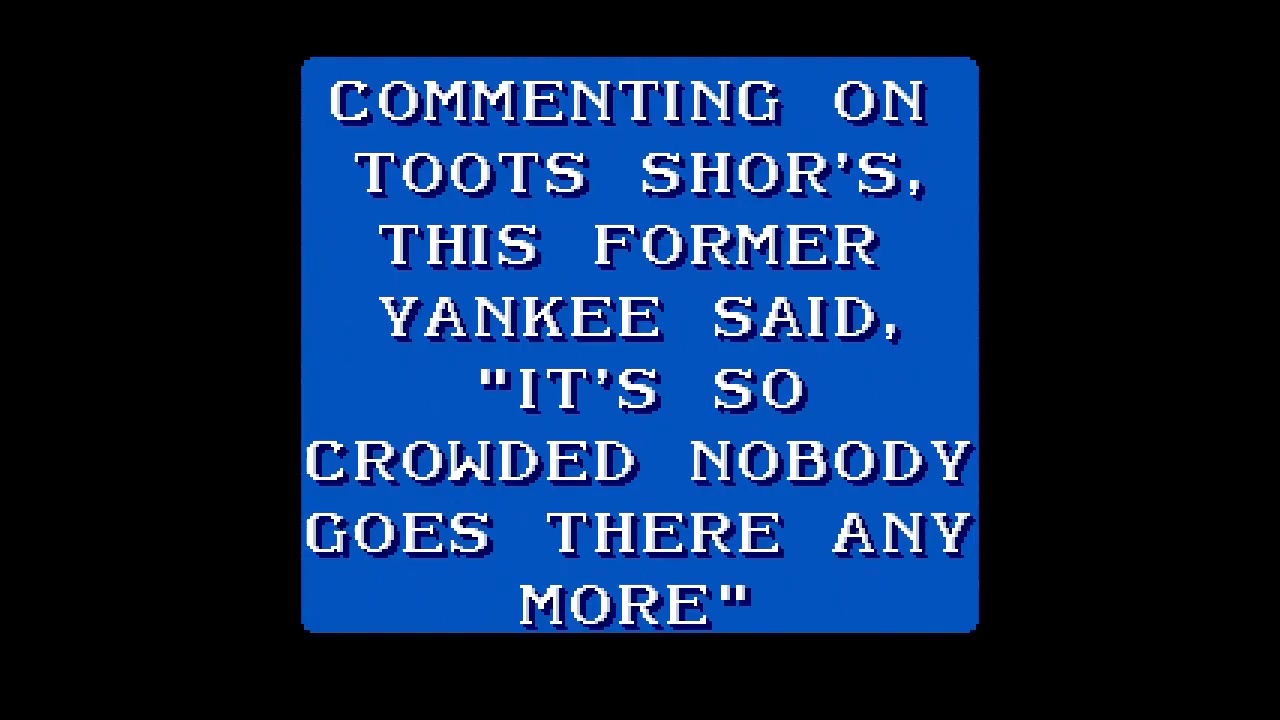 COMMENTING ON
TOOTS SHOR'S,
THIS FORMER
YANKEE SAID,
"IT'S SO
CROWDED NOBODY
GOES THERE ANY
MORE"